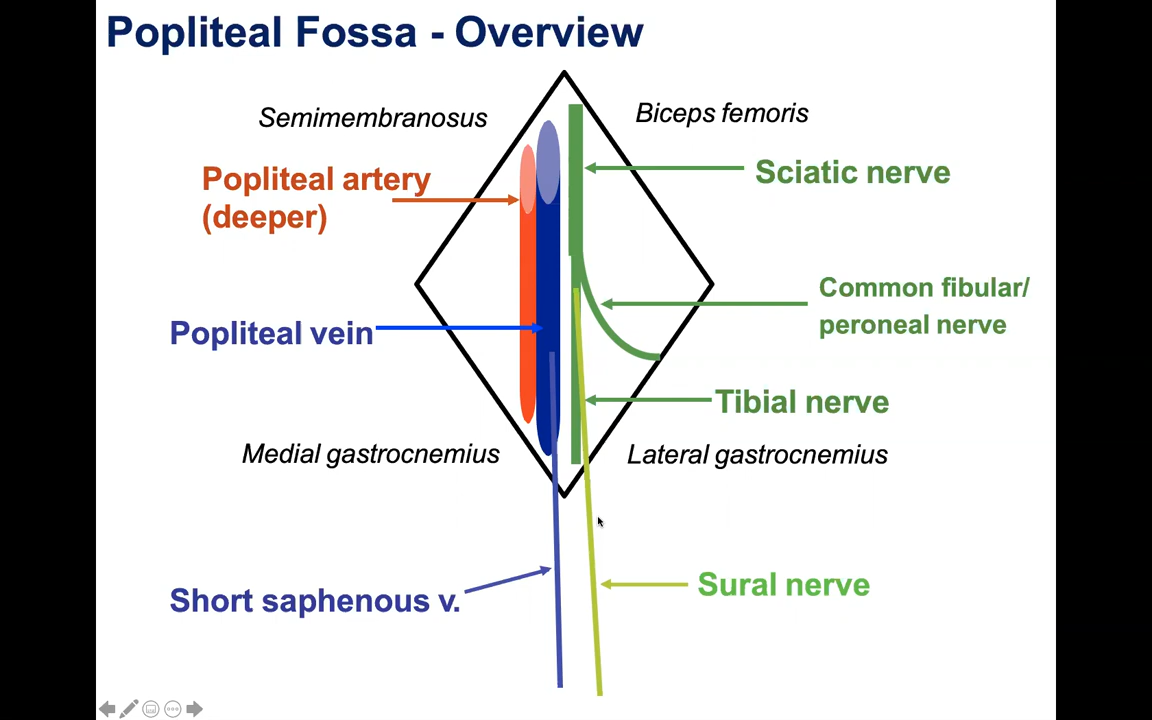 Popliteal Fossa - Overview
Semimembranosus
Biceps femoris
Popliteal artery
(deeper)
Sciatic nerve
Common fibular/
peroneal nerve
Popliteal vein
Tibial nerve
Medial gastrocnemius
Lateral gastrocnemius
Short saphenous v.
Sural nerve